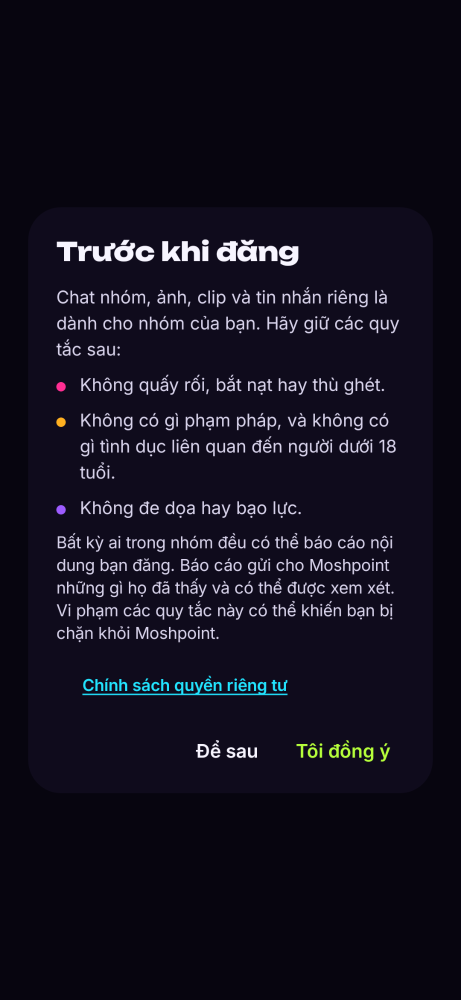 Trước khi đăng
Chat nhóm, ảnh, clip và tin nhắn riêng là
dành cho nhóm của bạn. Hãy giữ các quy
tắc sau:
Không quấy rối, bắt nạt hay thù ghét.
Không có gì phạm pháp, và không có
gì tình dục liên quan đến người dưới 18
tuổi.
Không đe dọa hay bạo lực.
Bất kỳ ai trong nhóm đều có thể báo cáo nội
dung bạn đăng. Báo cáo gửi cho Moshpoint
những gì họ đã thấy và có thể được xem xét.
Vi phạm các quy tắc này có thể khiến bạn bị
chặn khỏi Moshpoint.
Chính sách quyền riêng tư
Để sau
Tôi đồng ý